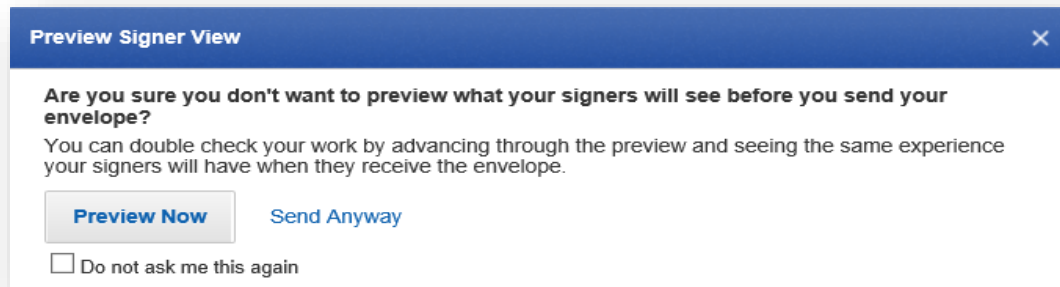 Preview Signer View
Are you sure you don't want to preview what your signers will see before you send your
envelope?
You can double check your work by advancing through the preview and seeing the same experience
your signers will have when they receive the envelope.
Preview Now Send Anyway
Do not ask me this again